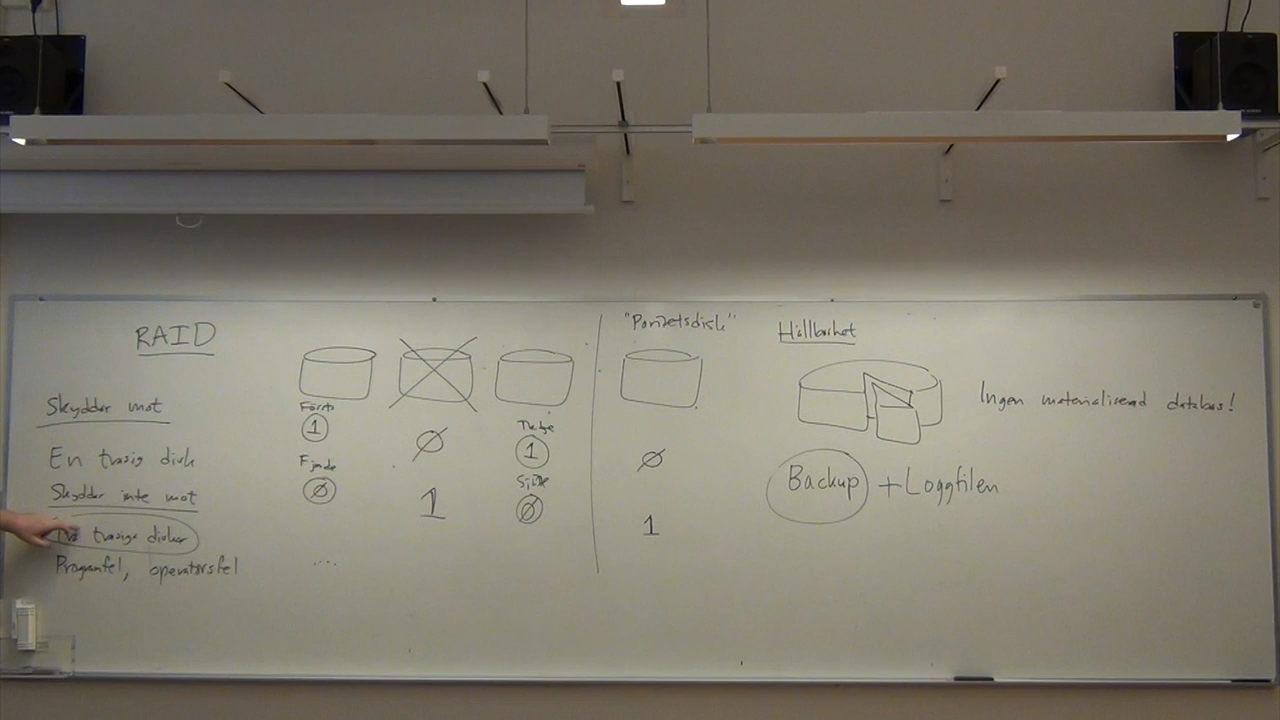 RAID
Skyddar mot
En trasig disk
Skyddar inte mot
Två trasiga diskar
Programfel, operatörsfel
Första
1
Fjärde
Ø
....
Ø
1
Tredje
1
Sjätte
Ø
"Paritetsdisk"
Ø
1
Hållbarhet
Ingen materialiserad databas!
Backup + Loggfilen